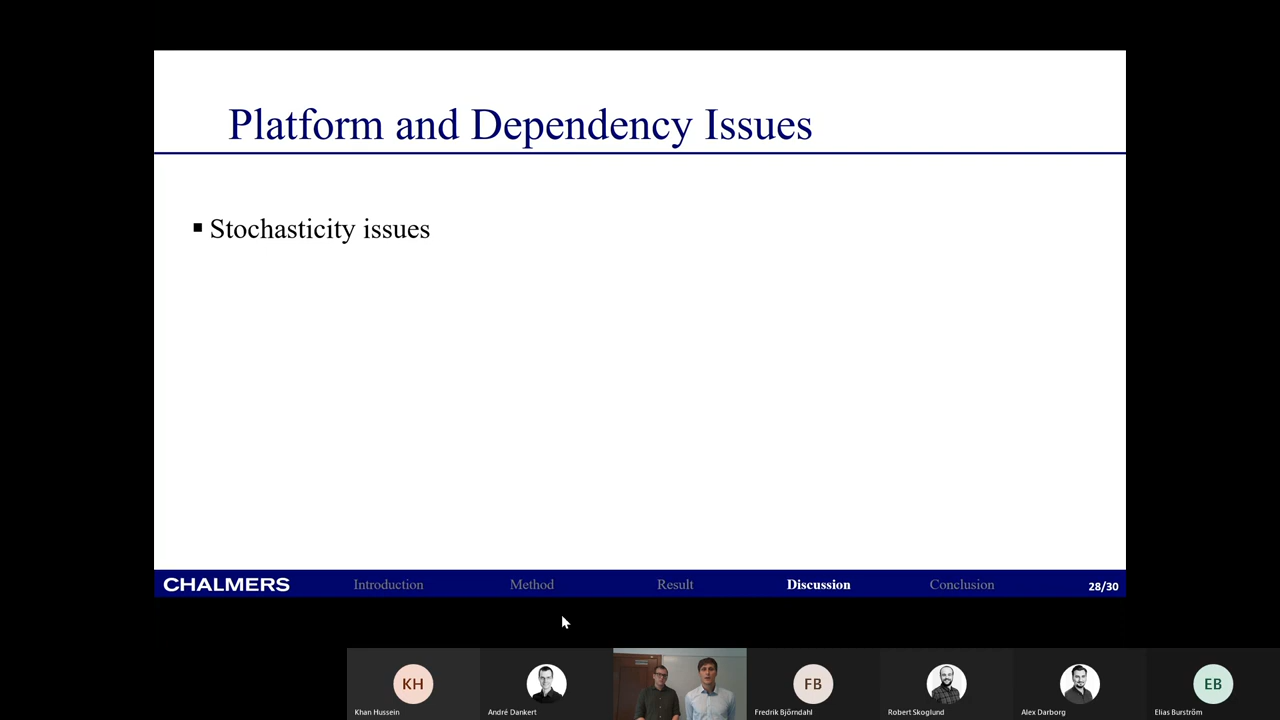 Platform and Dependency Issues
Stochasticity issues
CHALMERS Introduction Method Result Discussion Conclusion 28/30
KH FB EB
Khan Hussein André Dankert Fredrik Björndahl Robert Skoglund Alex Darborg Elias Burström